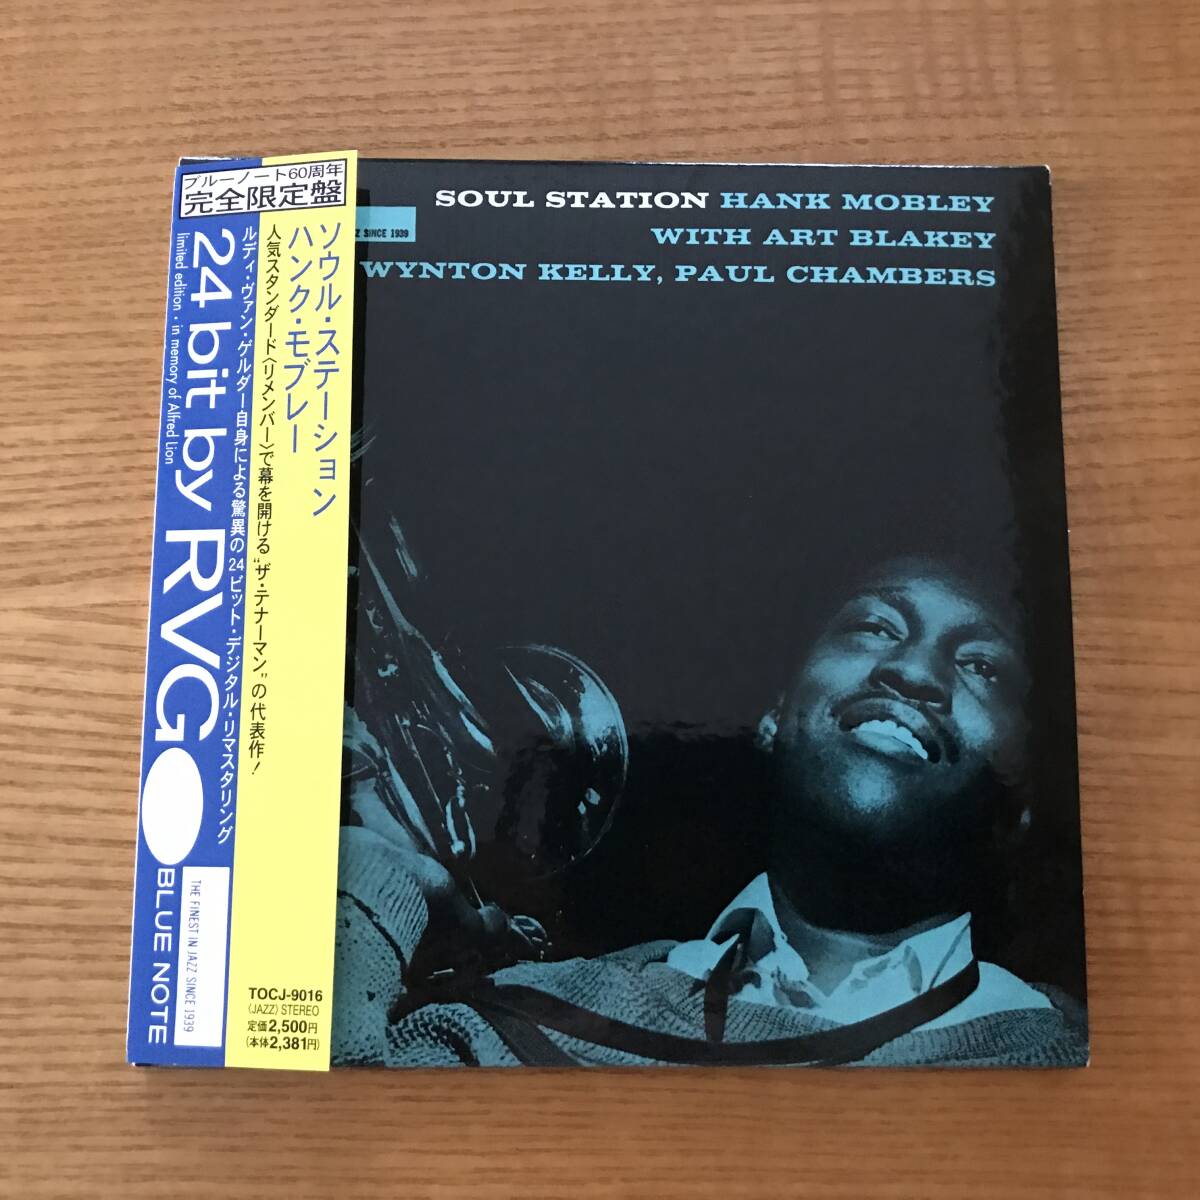 ブルーノート60周年
完全限定盤
24 bit by RVG
limited edition・in memory of Alfred Lion
ルディ・ヴァン・ゲルダー自身による驚異の24ビット・デジタル・リマスタリング
BLUE NOTE
THE FINEST IN JAZZ SINCE 1939
ソウル・ステーション
ハンク・モブレー
人気スタンダード〈リメンバー〉で幕を開ける“ザ・テナーマン”の代表作!
TOCJ-9016
(JAZZ) STEREO
定価2,500円
(本体2,381円)
SOUL STATION HANK MOBLEY
WITH ART BLAKEY
WYNTON KELLY, PAUL CHAMBERS
Z SINCE 1939